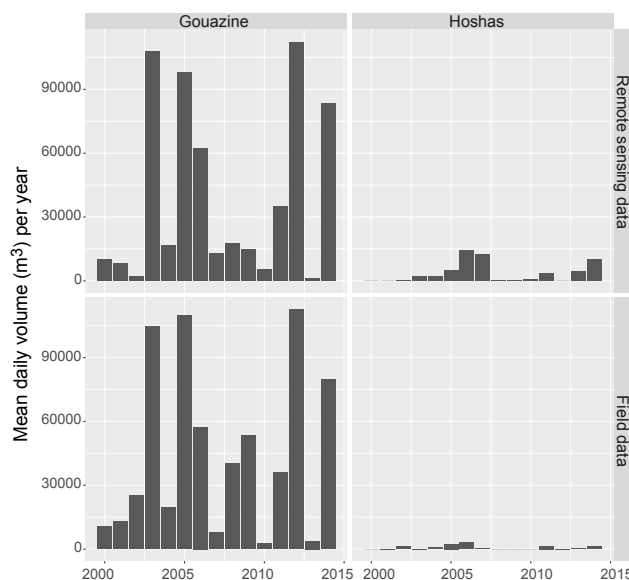 Gouazine
Hoshas
Mean daily volume (m³) per year
90000
60000
30000
0
Remote sensing data
90000
60000
30000
0
Field data
2000 2005 2010 2015
2000 2005 2010 2015